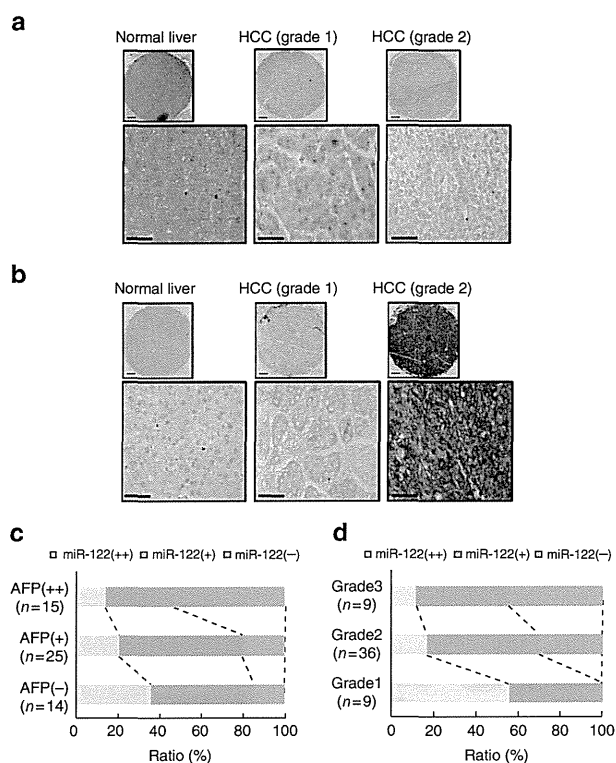 a
Normal liver HCC (grade 1) HCC (grade 2)
b
Normal liver HCC (grade 1) HCC (grade 2)
c
miR-122(++) miR-122(+) miR-122(−)
AFP(++)
(n=15)
AFP(+)
(n=25)
AFP(−)
(n=14)
0 20 40 60 80 100
Ratio (%)
d
miR-122(++) miR-122(+) miR-122(−)
Grade3
(n=9)
Grade2
(n=36)
Grade1
(n=9)
0 20 40 60 80 100
Ratio (%)